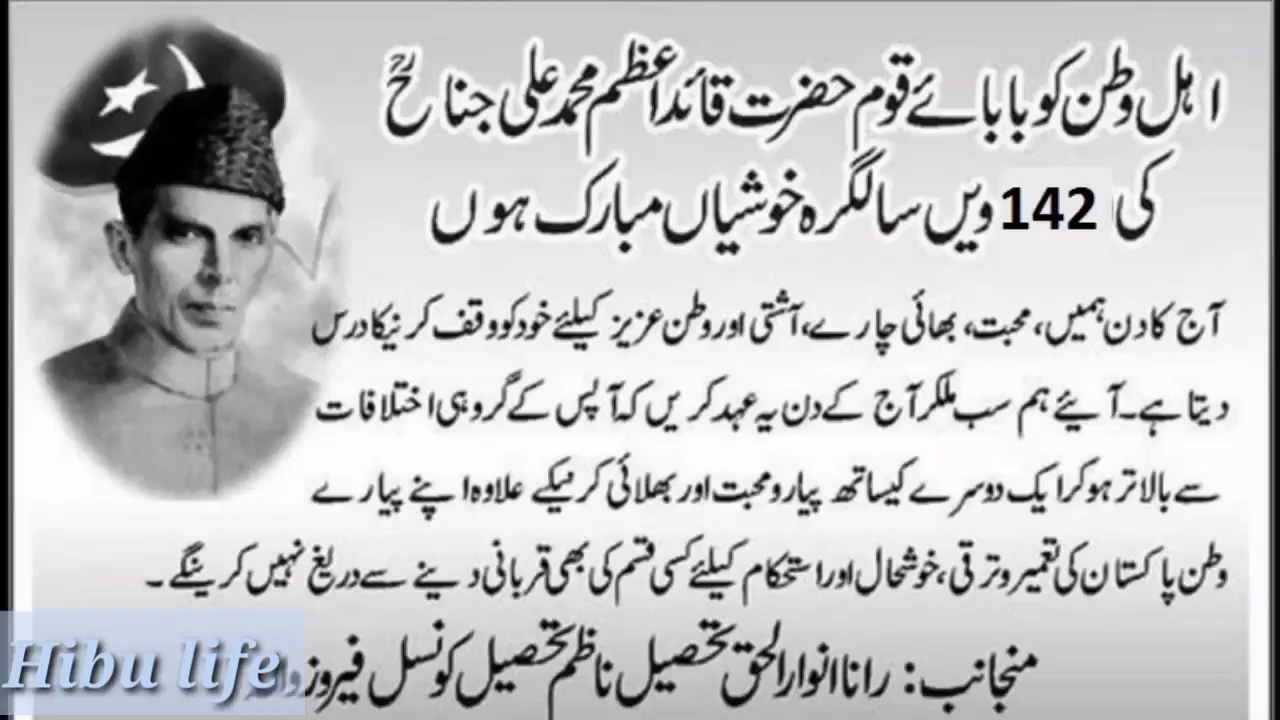 اہل وطن کو بابائے قوم حضرت قائداعظم محمد علی جناحؒ
کی 142 ویں سالگرہ خوشیاں مبارک ہوں
آج کا دن ہمیں، محبت، بھائی چارے، آشتی اور وطن عزیز کیلئے خود کو وقف کرنیکا درس
دیتا ہے۔ آیئے ہم سب ملکر آج کے دن یہ عہد کریں کہ آپس کے گروہی اختلافات
سے بالاتر ہو کر ایک دوسرے کیساتھ پیار و محبت اور بھلائی کرنیکے علاوہ اپنے پیارے
وطن پاکستان کی تعمیر و ترقی، خوشحال اور استحکام کیلئے کسی قسم کی بھی قربانی دینے سے دریغ نہیں کرینگے۔
منجانب: رانا انوارالحق تحصیل ناظم تحصیل کونسل
Hibu life